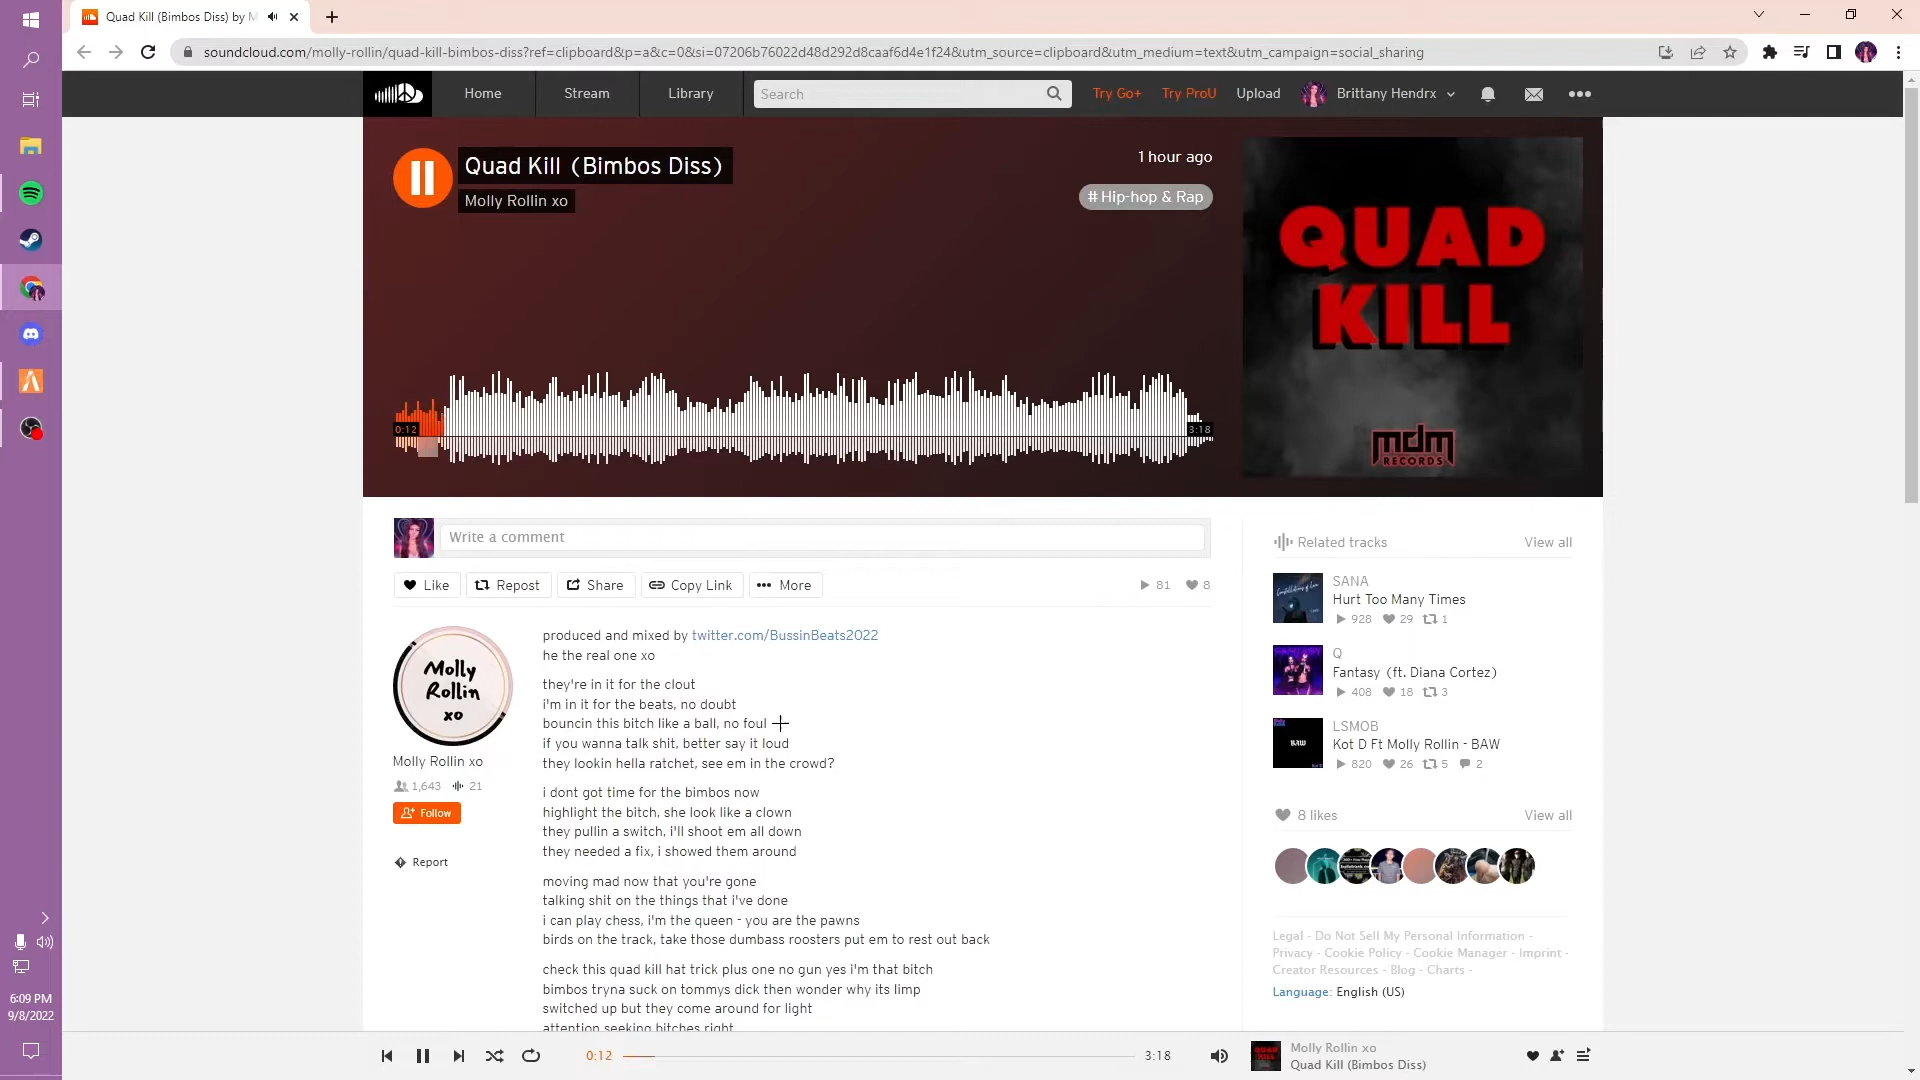 Quad Kill (Bimbos Diss) by M
soundcloud.com/molly-rollin/quad-kill-bimbos-diss?ref=clipboard&p=a&c=0&si=07206b76022d48d292d8caaf6d4e1f24&utm_source=clipboard&utm_medium=text&utm_campaign=social_sharing
Home
Stream
Library
Search
Try Go+
Try ProU
Upload
Brittany Hendrx
Quad Kill (Bimbos Diss)
Molly Rollin xo
1 hour ago
# Hip-hop & Rap
QUAD
KILL
mdm
RECORDS
0:12
3:18
Write a comment
Like
Repost
Share
Copy Link
More
81
8
Molly
Rollin
xo
Molly Rollin xo
1,643
21
Follow
Report
produced and mixed by twitter.com/BussinBeats2022
he the real one xo
they're in it for the clout
i'm in it for the beats, no doubt
bouncin this bitch like a ball, no foul
if you wanna talk shit, better say it loud
they lookin hella ratchet, see em in the crowd?
i dont got time for the bimbos now
highlight the bitch, she look like a clown
they pullin a switch, i'll shoot em all down
they needed a fix, i showed them around
moving mad now that you're gone
talking shit on the things that i've done
i can play chess, i'm the queen - you are the pawns
birds on the track, take those dumbass roosters put em to rest out back
check this quad kill hat trick plus one no gun yes i'm that bitch
bimbos tryna suck on tommys dick then wonder why its limp
switched up but they come around for light
attention seeking bitches right
Related tracks
View all
SANA
Hurt Too Many Times
928
29
1
Q
Fantasy (ft. Diana Cortez)
408
18
3
LSMOB
Kot D Ft Molly Rollin - BAW
820
26
5
2
BAW
8 likes
View all
Legal - Do Not Sell My Personal Information -
Privacy - Cookie Policy - Cookie Manager - Imprint -
Creator Resources - Blog - Charts -
Language: English (US)
6:09 PM
9/8/2022
0:12
3:18
Molly Rollin xo
Quad Kill (Bimbos Diss)